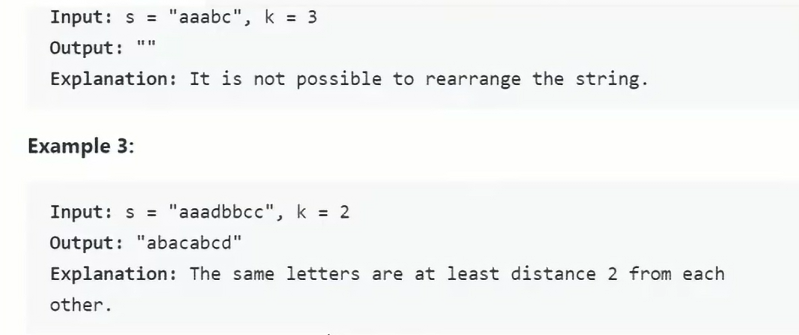 Input: s = "aaabc", k = 3
Output: ""
Explanation: It is not possible to rearrange the string.
Example 3:
Input: s = "aaadbbcc", k = 2
Output: "abacabcd"
Explanation: The same letters are at least distance 2 from each
other.